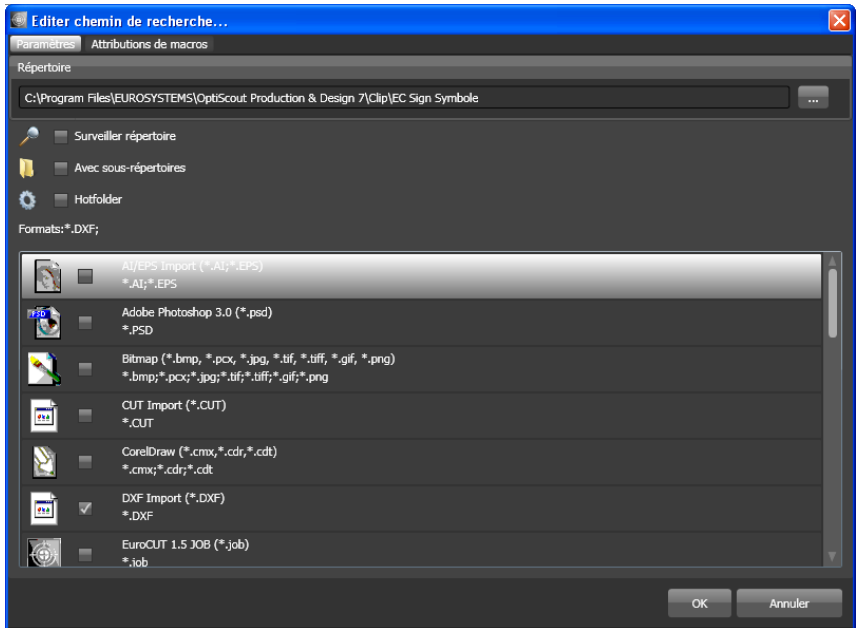 Editer chemin de recherche...
Paramètres Attributions de macros
Répertoire
C:\Program Files\EUROSYSTEMS\OptiScout Production & Design 7\Clip\EC Sign Symbole ...
Surveiller répertoire
Avec sous-répertoires
Hotfolder
Formats:*.DXF;
AI/EPS Import (*.AI;*.EPS)
*.AI;*.EPS
PSD
Adobe Photoshop 3.0 (*.psd)
*.PSD
Bitmap (*.bmp, *.pcx, *.jpg, *.tif, *.tiff, *.gif, *.png)
*.bmp;*.pcx;*.jpg;*.tif;*.tiff;*.gif;*.png
CUT Import (*.CUT)
*.CUT
CorelDraw (*.cmx,*.cdr,*.cdt)
*.cmx;*.cdr;*.cdt
DXF Import (*.DXF)
*.DXF
EuroCUT 1.5 JOB (*.job)
*.job
OK Annuler